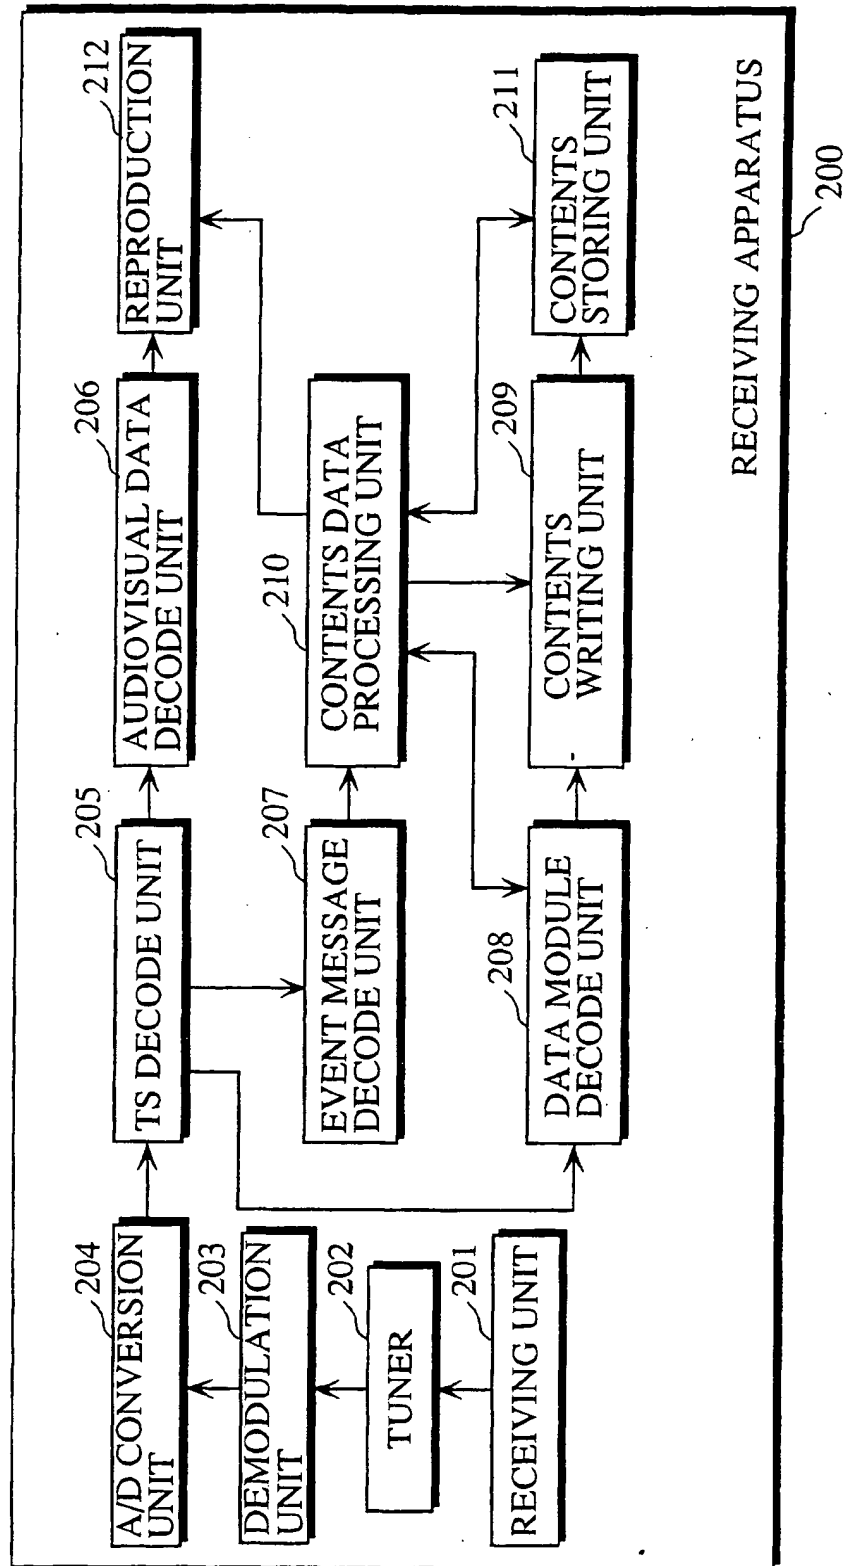 204
A/D CONVERSION
UNIT
203
DEMODULATION
UNIT
202
TUNER
201
RECEIVING UNIT
205
TS DECODE UNIT
207
EVENT MESSAGE
DECODE UNIT
208
DATA MODULE
DECODE UNIT
206
AUDIOVISUAL DATA
DECODE UNIT
210
CONTENTS DATA
PROCESSING UNIT
209
CONTENTS
WRITING UNIT
212
REPRODUCTION
UNIT
211
CONTENTS
STORING UNIT
RECEIVING APPARATUS
200